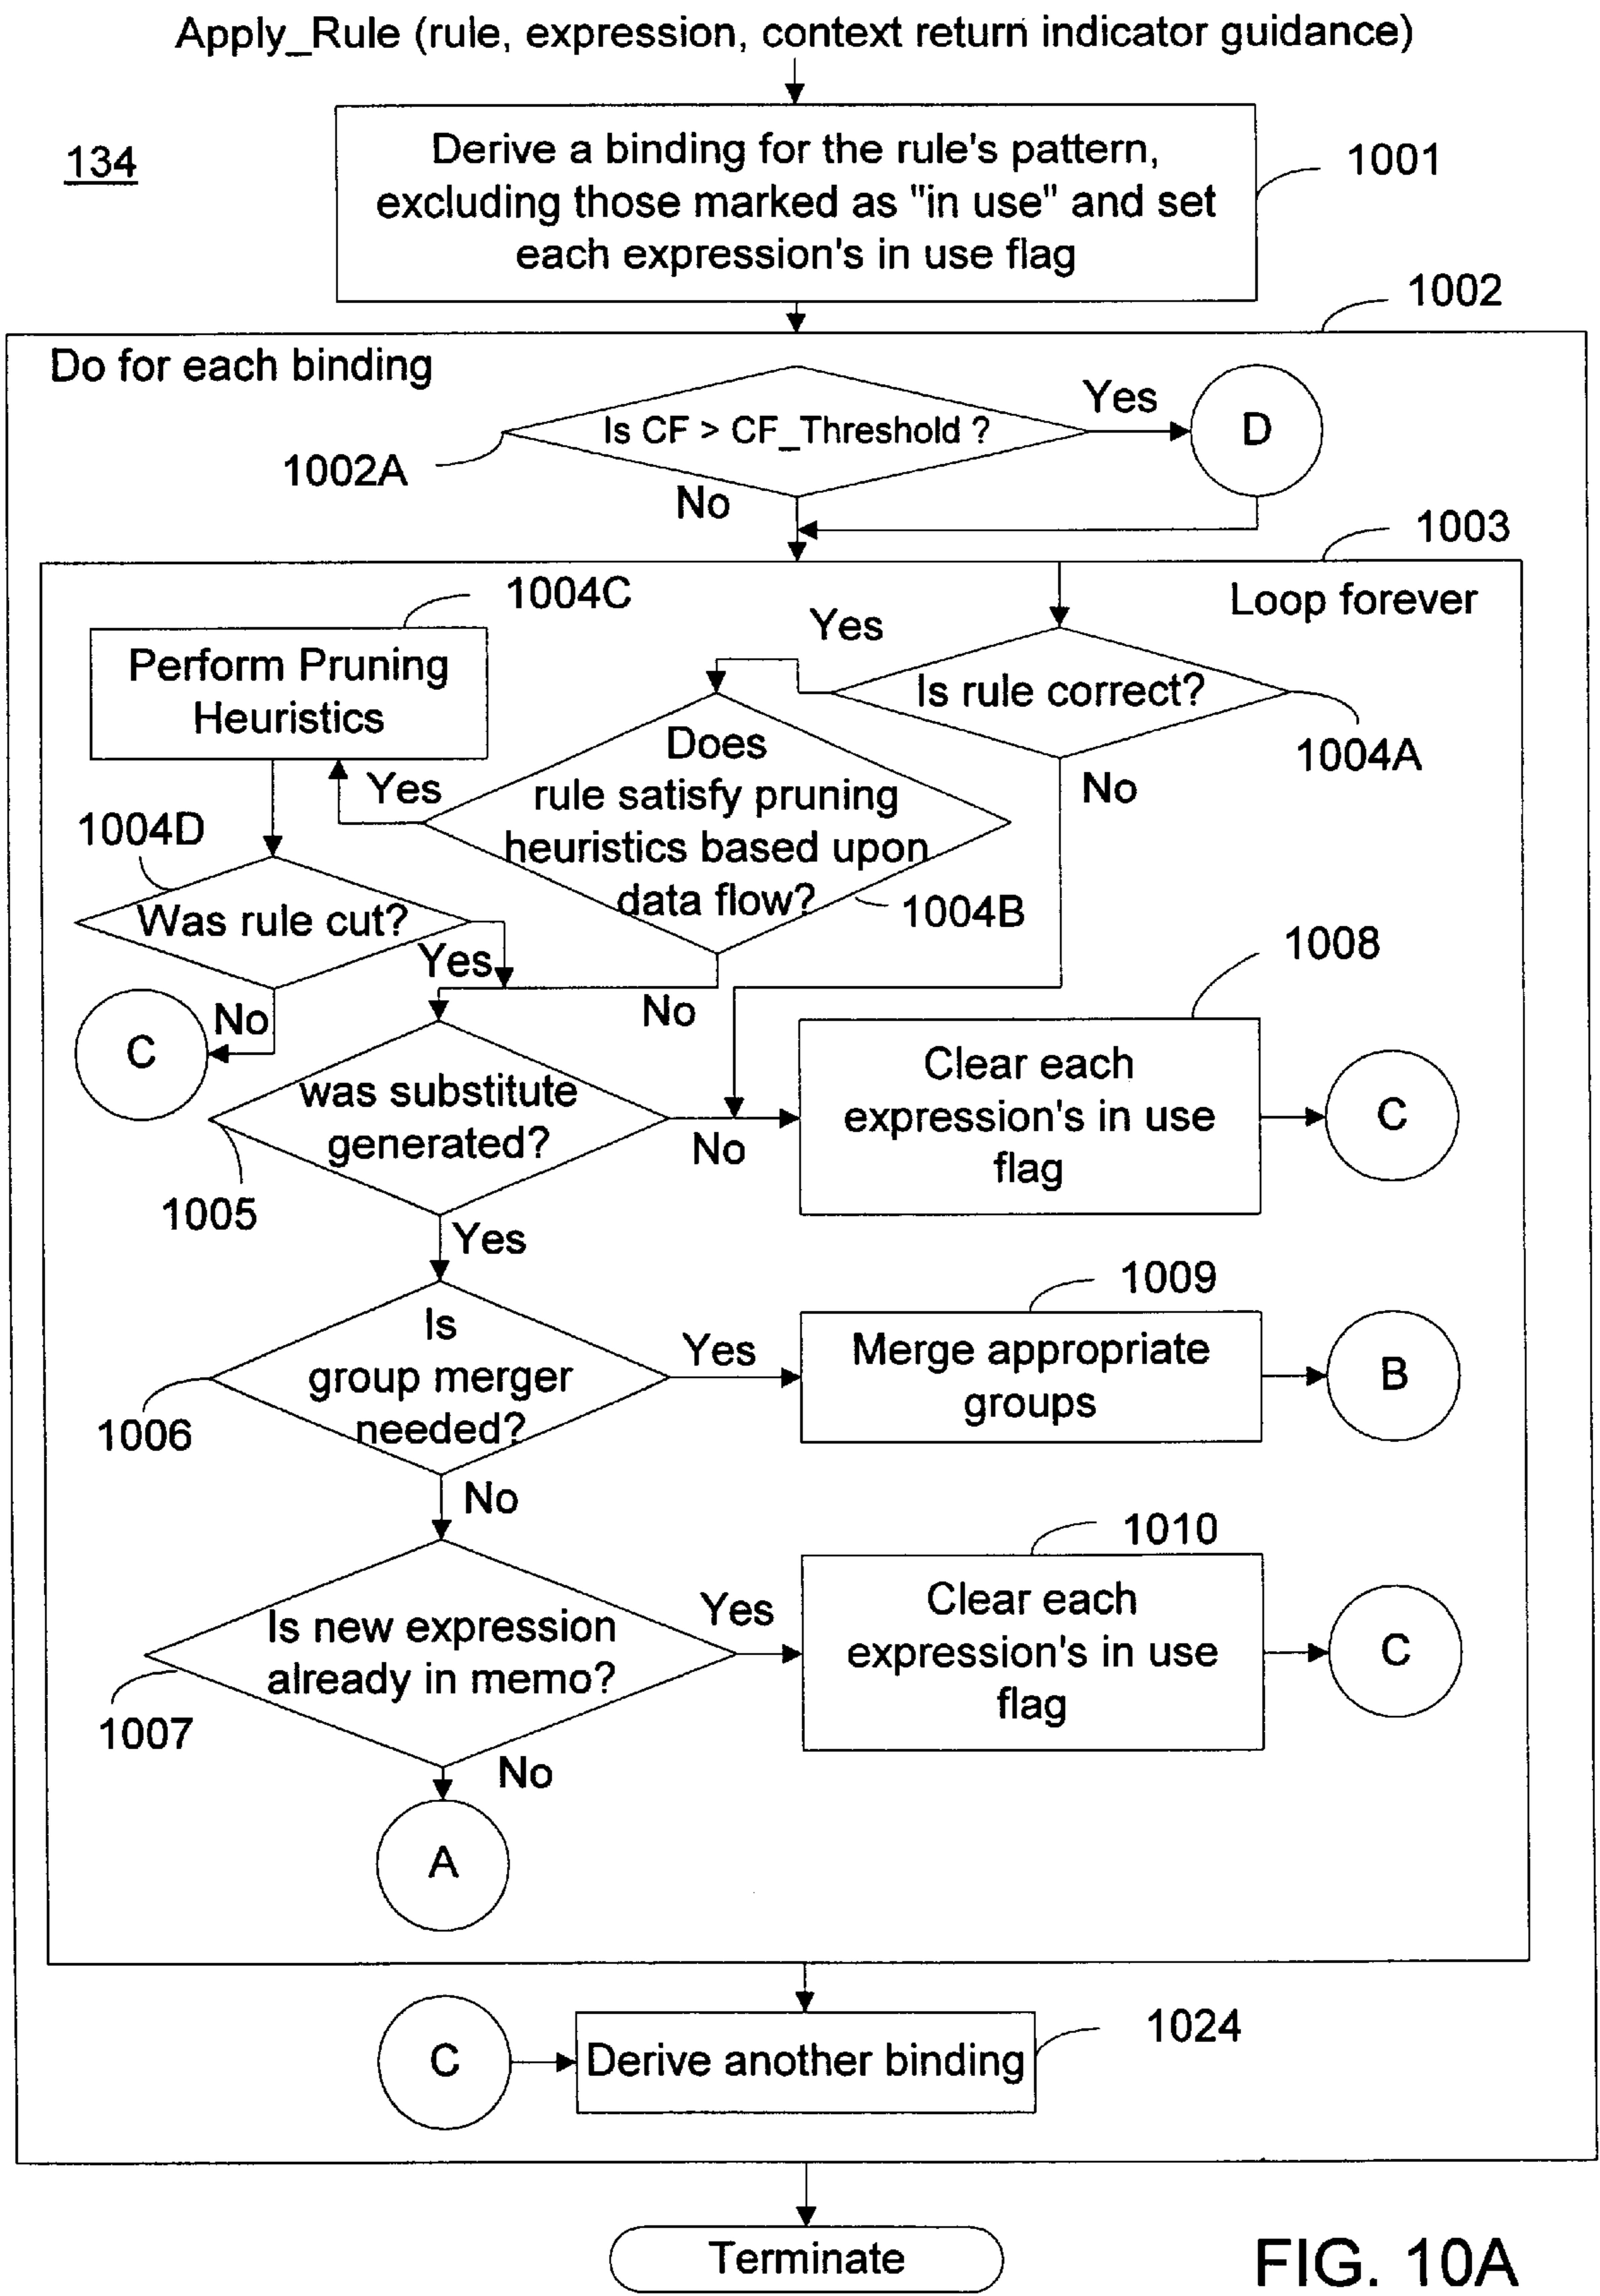 Apply_Rule (rule, expression, context return indicator guidance)
134
Derive a binding for the rule's pattern,
excluding those marked as "in use" and set
each expression's in use flag
1001
1002
Do for each binding
Is CF > CF_Threshold ?
Yes
D
1002A
No
1003
Loop forever
1004C
Perform Pruning
Heuristics
Yes
Is rule correct?
1004A
No
Does
rule satisfy pruning
heuristics based upon
data flow?
Yes
1004B
1004D
Was rule cut?
Yes
No
No
C
1008
was substitute
generated?
No
Clear each
expression's in use
flag
C
1005
Yes
1009
Is
group merger
needed?
Yes
Merge appropriate
groups
B
1006
No
1010
Is new expression
already in memo?
Yes
Clear each
expression's in use
flag
C
1007
No
A
C
Derive another binding
1024
Terminate
FIG. 10A